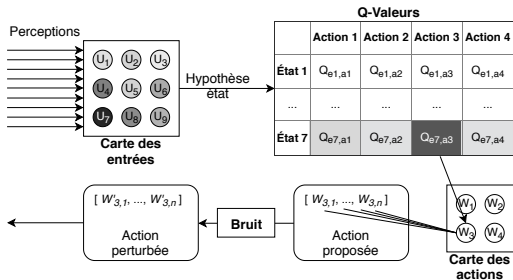 Q-Valeurs
Perceptions
Action 1 Action 2 Action 3 Action 4
U1 U2 U3
État 1 Qe1,a1 Qe1,a2 Qe1,a3 Qe1,a4
Hypothèse
état
U4 U5 U6
... ... ... ... ...
U7 U8 U9
État 7 Qe7,a1 Qe7,a2 Qe7,a3 Qe7,a4
Carte des
entrées
[ W'3,1, ..., W'3,n ]
Action
perturbée
Bruit
[ W3,1, ..., W3,n ]
Action
proposée
W1 W2
W3 W4
Carte des
actions